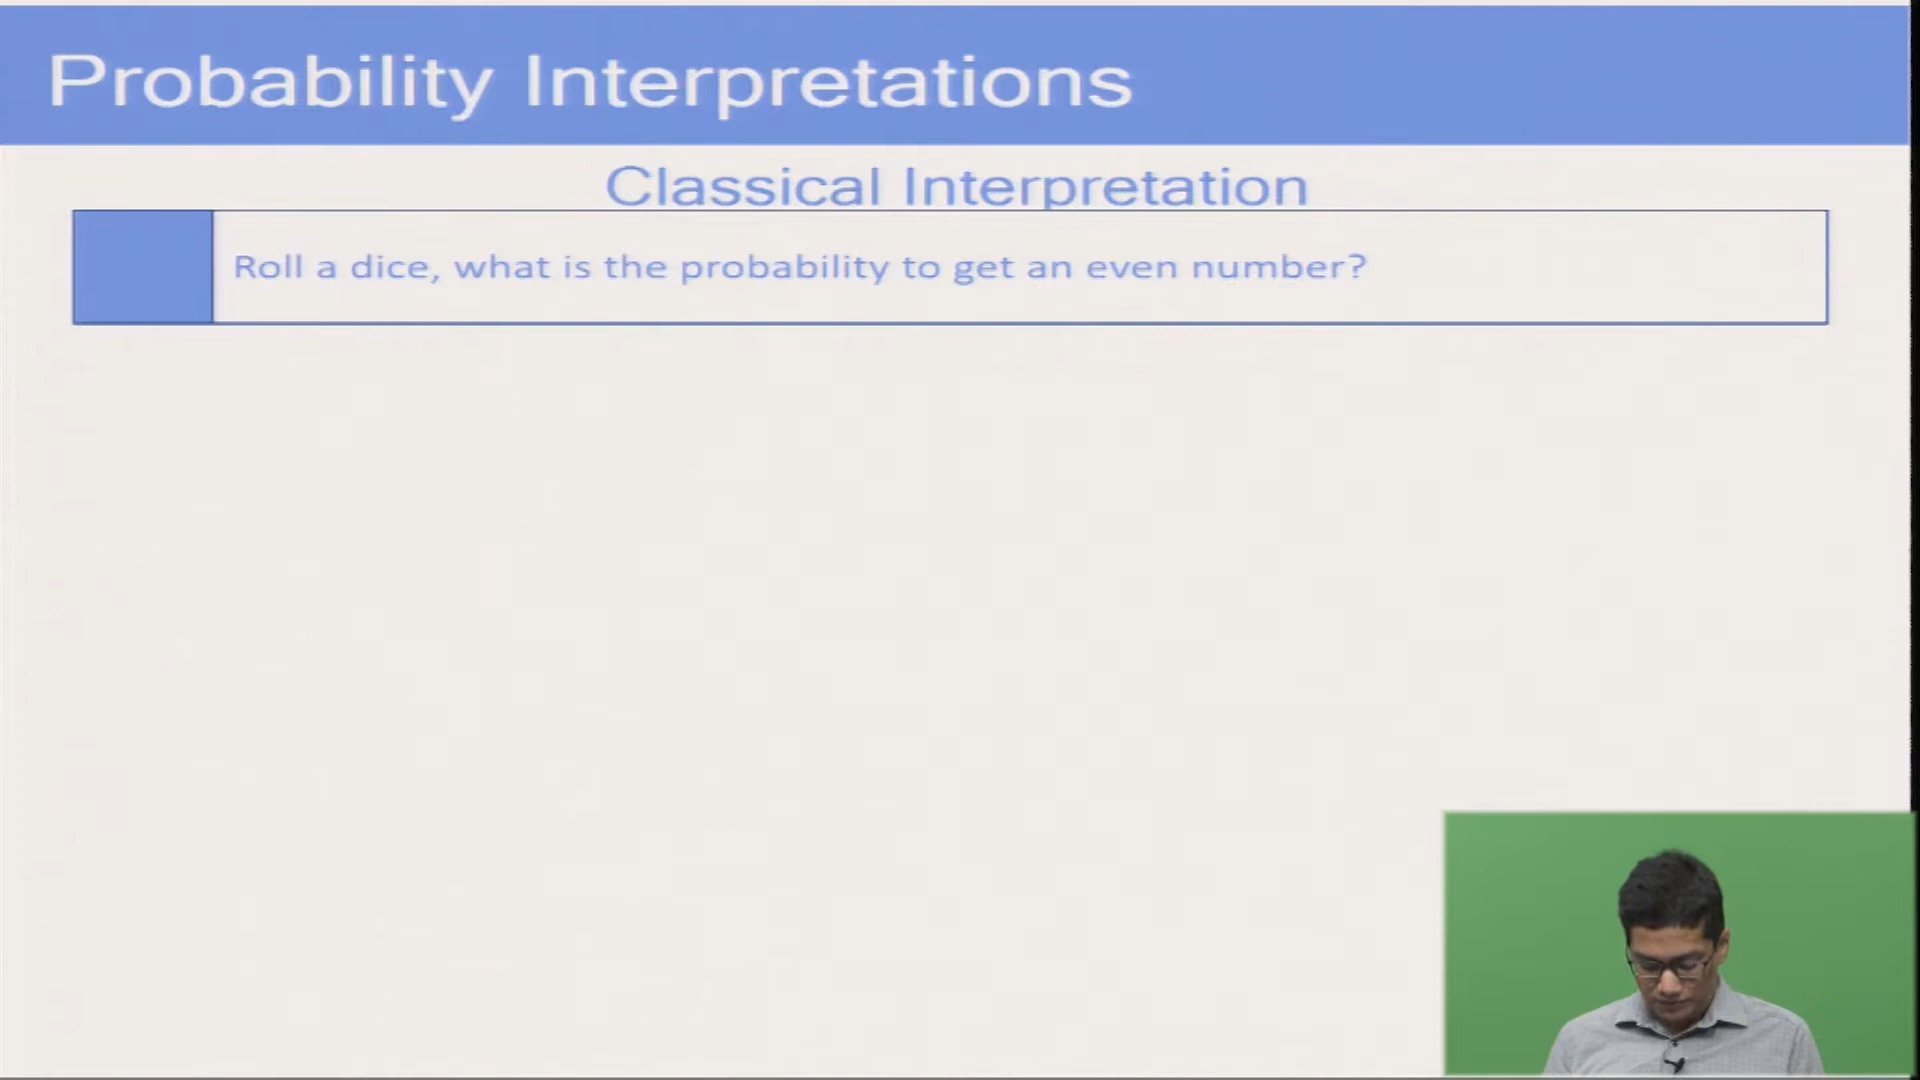 Probability Interpretations
Classical Interpretation
Roll a dice, what is the probability to get an even number?